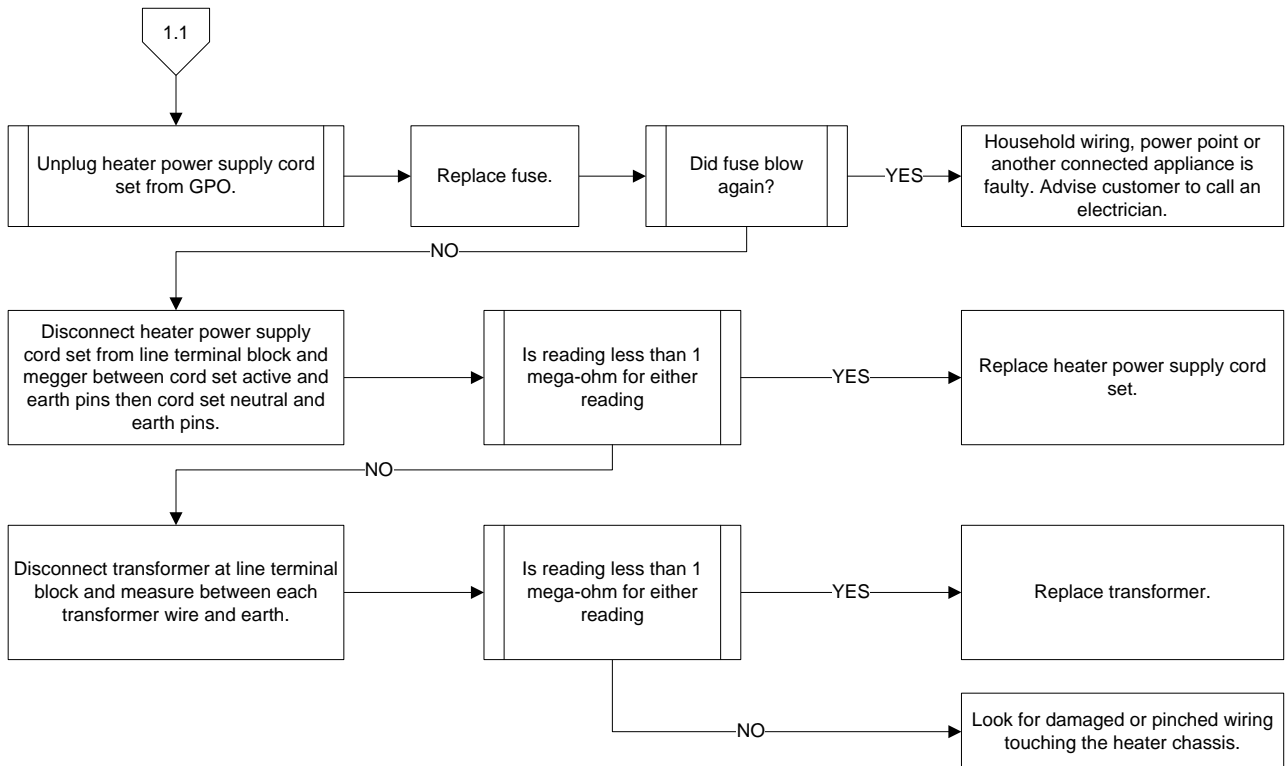 1.1
Unplug heater power supply cord
set from GPO.
Replace fuse.
Did fuse blow
again?
YES
Household wiring, power point or
another connected appliance is
faulty. Advise customer to call an
electrician.
NO
Disconnect heater power supply
cord set from line terminal block and
megger between cord set active and
earth pins then cord set neutral and
earth pins.
Is reading less than 1
mega-ohm for either
reading
YES
Replace heater power supply cord
set.
NO
Disconnect transformer at line terminal
block and measure between each
transformer wire and earth.
Is reading less than 1
mega-ohm for either
reading
YES
Replace transformer.
NO
Look for damaged or pinched wiring
touching the heater chassis.